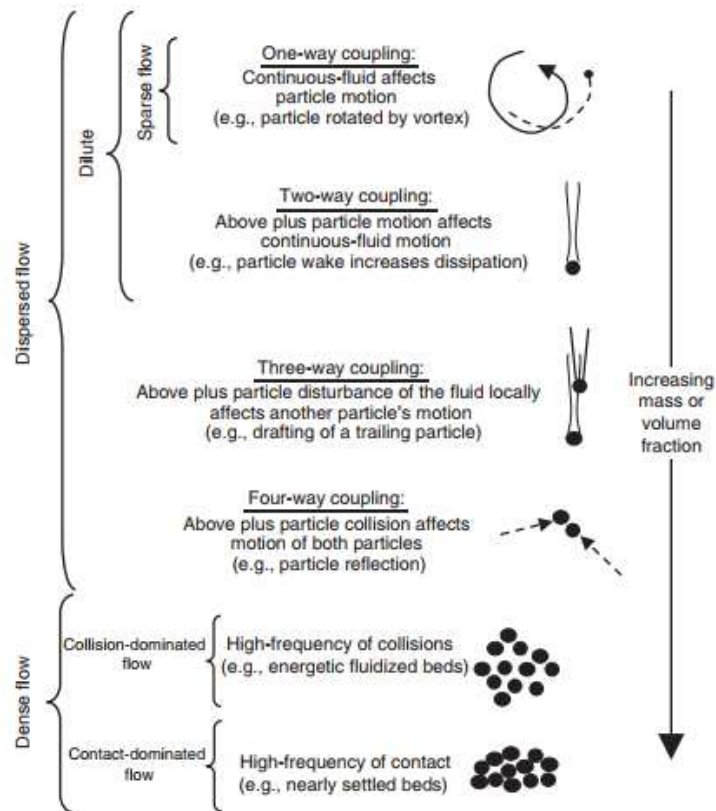 One-way coupling:
Continuous-fluid affects
particle motion
(e.g., particle rotated by vortex)
Sparse flow
Dilute
Two-way coupling:
Above plus particle motion affects
continuous-fluid motion
(e.g., particle wake increases dissipation)
Dispersed flow
Three-way coupling:
Above plus particle disturbance of the fluid locally
affects another particle's motion
(e.g., drafting of a trailing particle)
Increasing
mass or
volume
fraction
Four-way coupling:
Above plus particle collision affects
motion of both particles
(e.g., particle reflection)
Dense flow
Collision-dominated
flow
High-frequency of collisions
(e.g., energetic fluidized beds)
Contact-dominated
flow
High-frequency of contact
(e.g., nearly settled beds)